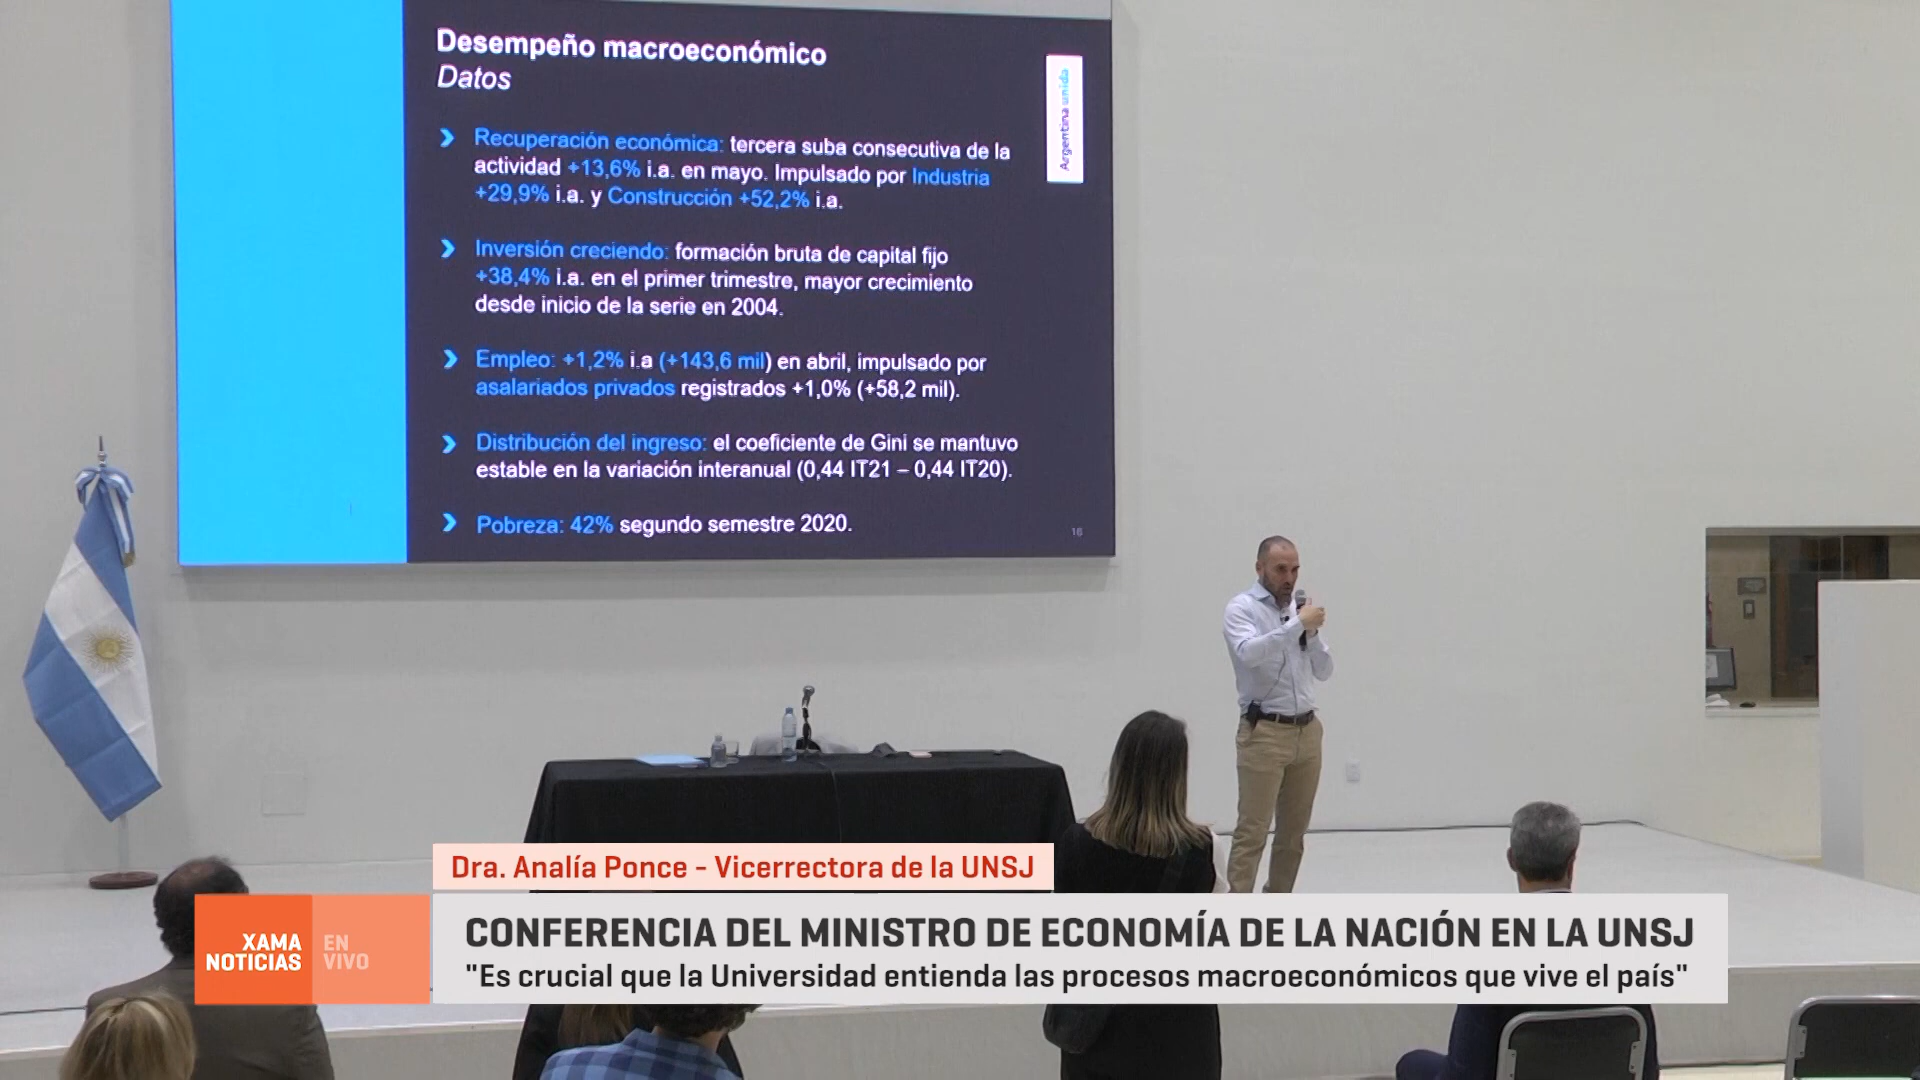 Desempeño macroeconómico
Datos
Argentina unida
Recuperación económica: tercera suba consecutiva de la
actividad +13,6% i.a. en mayo. Impulsado por Industria
+29,9% i.a. y Construcción +52,2% i.a.
Inversión creciendo: formación bruta de capital fijo
+38,4% i.a. en el primer trimestre, mayor crecimiento
desde inicio de la serie en 2004.
Empleo: +1,2% i.a (+143,6 mil) en abril, impulsado por
asalariados privados registrados +1,0% (+58,2 mil).
Distribución del ingreso: el coeficiente de Gini se mantuvo
estable en la variación interanual (0,44 IT21 – 0,44 IT20).
Pobreza: 42% segundo semestre 2020.
16
Dra. Analía Ponce - Vicerrectora de la UNSJ
XAMA
NOTICIAS
EN
VIVO
CONFERENCIA DEL MINISTRO DE ECONOMÍA DE LA NACIÓN EN LA UNSJ
"Es crucial que la Universidad entienda las procesos macroeconómicos que vive el país"